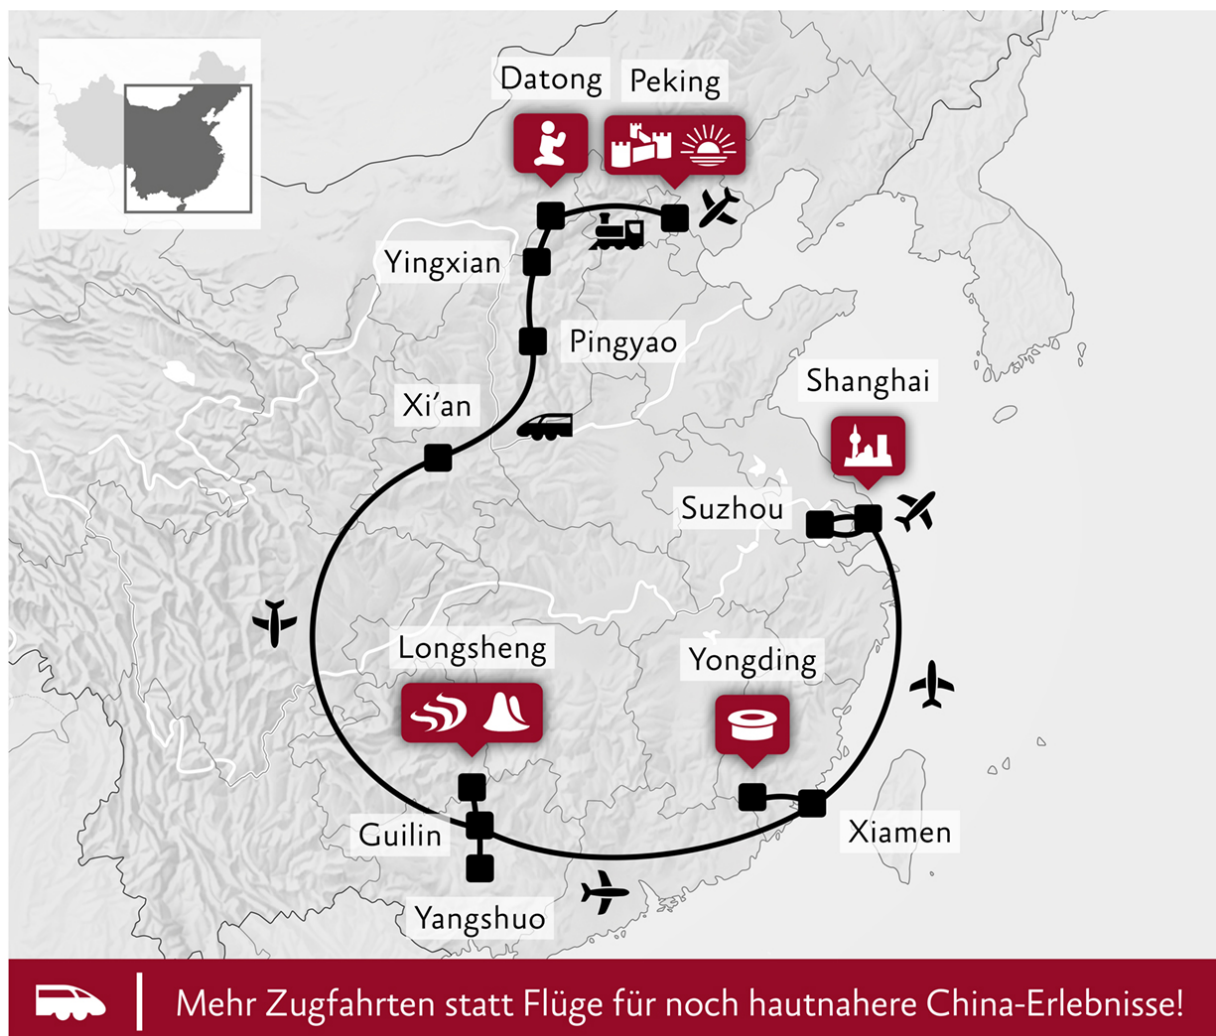 Datong
Peking
Yingxian
Pingyao
Shanghai
Xi'an
Suzhou
Longsheng
Yongding
Guilin
Xiamen
Yangshuo
Mehr Zugfahrten statt Flüge für noch hautnahere China-Erlebnisse!